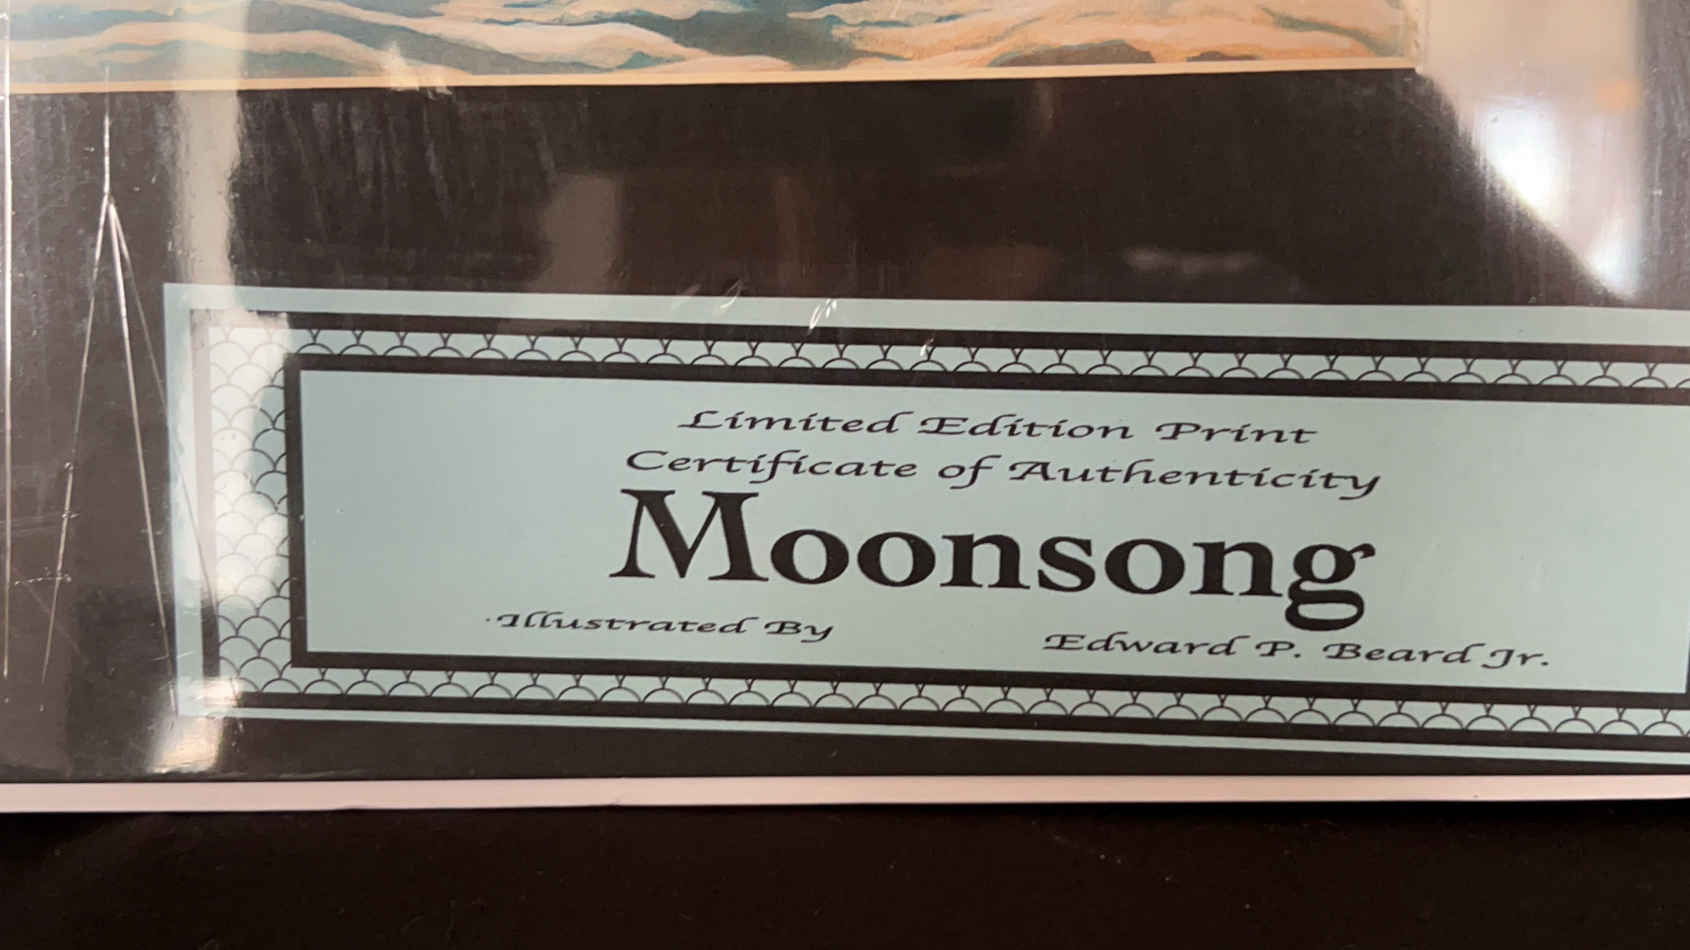 Limited Edition Print
Certificate of Authenticity
Moonsong
Illustrated By Edward P. Beard Jr.